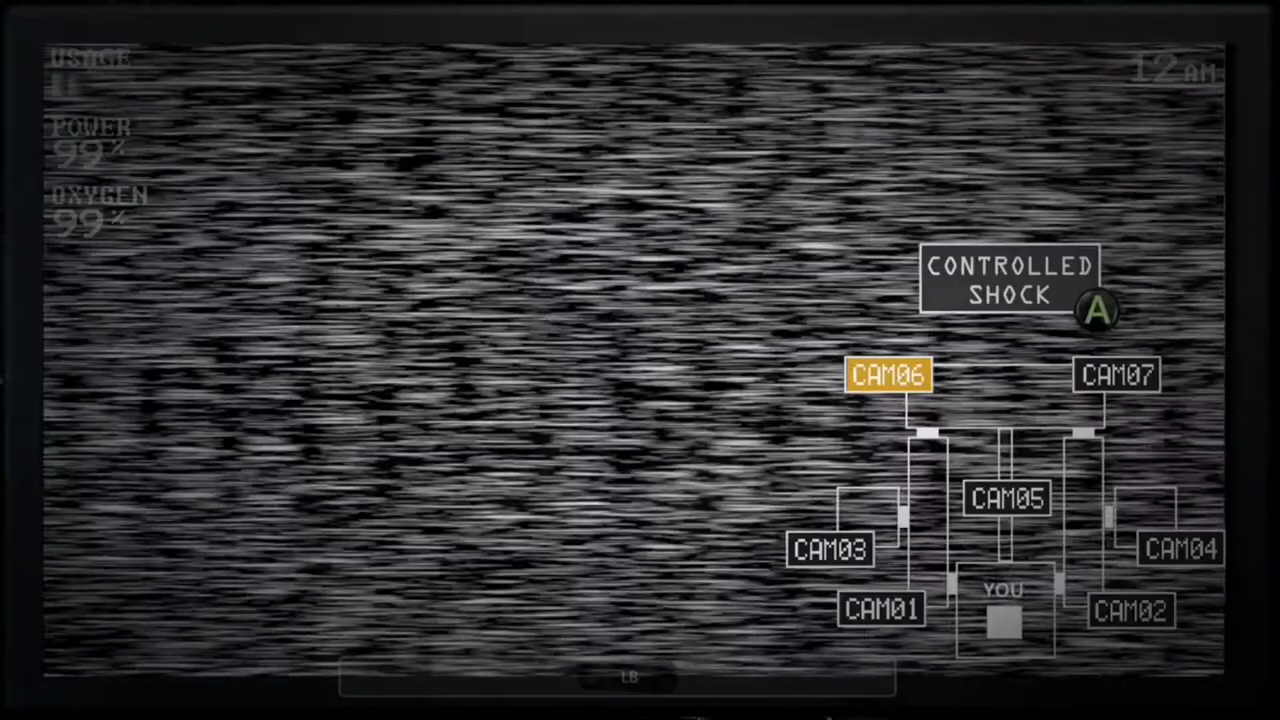 USAGE
12 AM
POWER
99%
OXYGEN
99%
CONTROLLED
SHOCK
A
CAM06
CAM07
CAM05
CAM03
CAM04
YOU
CAM01
CAM02
LB